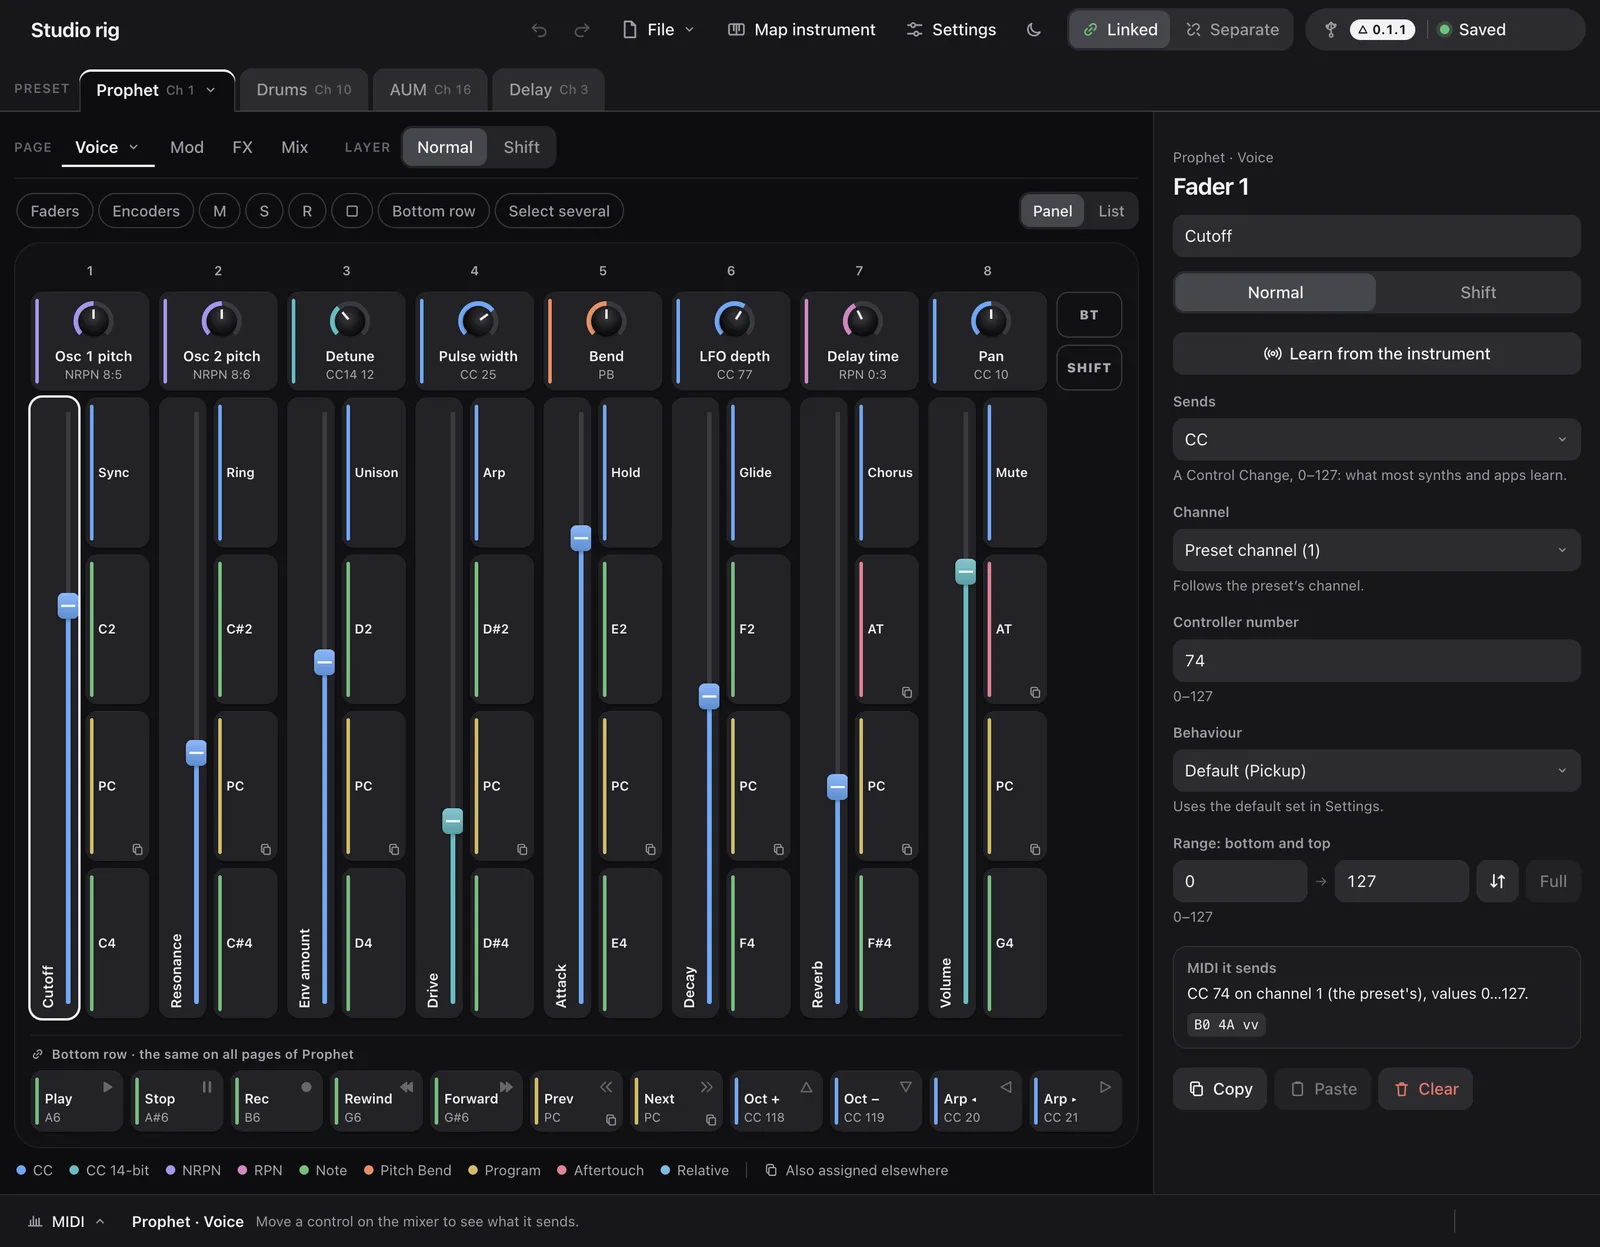 Studio rig
File
Map instrument
Settings
Linked
Separate
0.1.1
Saved
PRESET
Prophet Ch 1
Drums Ch 10
AUM Ch 16
Delay Ch 3
PAGE
Voice
Mod
FX
Mix
LAYER
Normal
Shift
Faders
Encoders
M
S
R
Bottom row
Select several
Panel
List
1 2 3 4 5 6 7 8
Osc 1 pitch
NRPN 8:5
Osc 2 pitch
NRPN 8:6
Detune
CC14 12
Pulse width
CC 25
Bend
PB
LFO depth
CC 77
Delay time
RPN 0:3
Pan
CC 10
BT
SHIFT
Sync
Ring
Unison
Arp
Hold
Glide
Chorus
Mute
C2
C#2
D2
D#2
E2
F2
AT
AT
PC
PC
PC
PC
PC
PC
PC
PC
C4
C#4
D4
D#4
E4
F4
F#4
G4
Cutoff
Resonance
Env amount
Drive
Attack
Decay
Reverb
Volume
Bottom row · the same on all pages of Prophet
Play
A6
Stop
A#6
Rec
B6
Rewind
G6
Forward
G#6
Prev
PC
Next
PC
Oct +
CC 118
Oct −
CC 119
Arp ◂
CC 20
Arp ▸
CC 21
CC
CC 14-bit
NRPN
RPN
Note
Pitch Bend
Program
Aftertouch
Relative
Also assigned elsewhere
MIDI
Prophet · Voice
Move a control on the mixer to see what it sends.
Prophet · Voice
Fader 1
Cutoff
Normal
Shift
Learn from the instrument
Sends
CC
A Control Change, 0–127: what most synths and apps learn.
Channel
Preset channel (1)
Follows the preset’s channel.
Controller number
74
0–127
Behaviour
Default (Pickup)
Uses the default set in Settings.
Range: bottom and top
0 → 127
Full
0–127
MIDI it sends
CC 74 on channel 1 (the preset's), values 0…127.
B0 4A vv
Copy
Paste
Clear